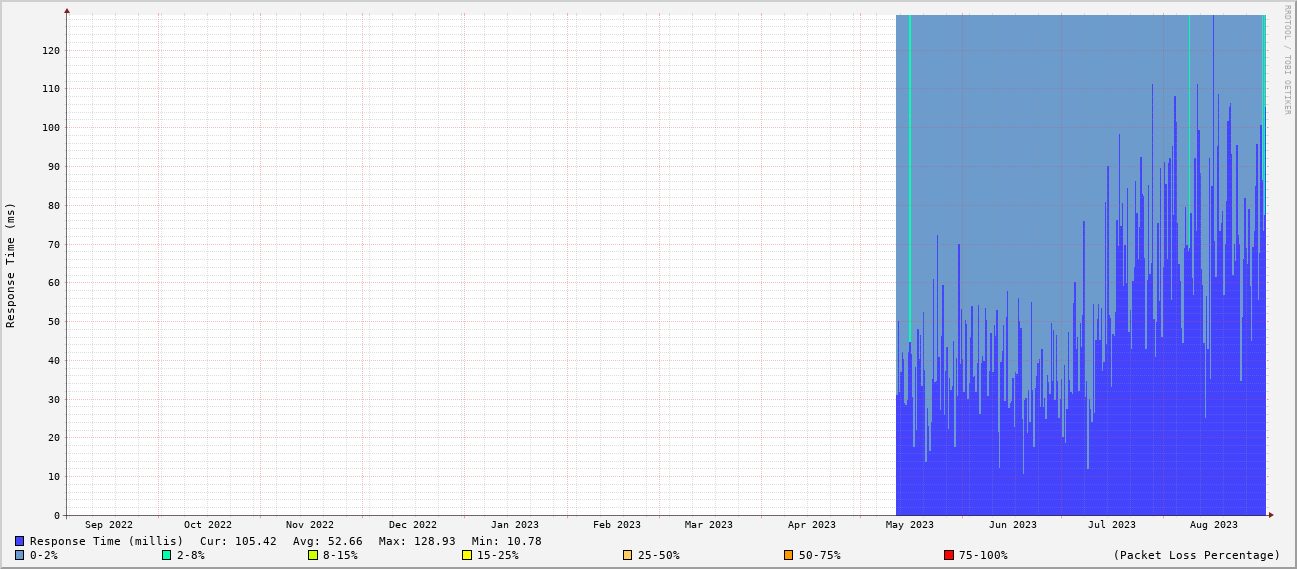 RRDTOOL / TOBI OETIKER
Response Time (ms)
120
110
100
90
80
70
60
50
40
30
20
10
0
Sep 2022 Oct 2022 Nov 2022 Dec 2022 Jan 2023 Feb 2023 Mar 2023 Apr 2023 May 2023 Jun 2023 Jul 2023 Aug 2023
Response Time (millis) Cur: 105.42 Avg: 52.66 Max: 128.93 Min: 10.78
0-2% 2-8% 8-15% 15-25% 25-50% 50-75% 75-100% (Packet Loss Percentage)